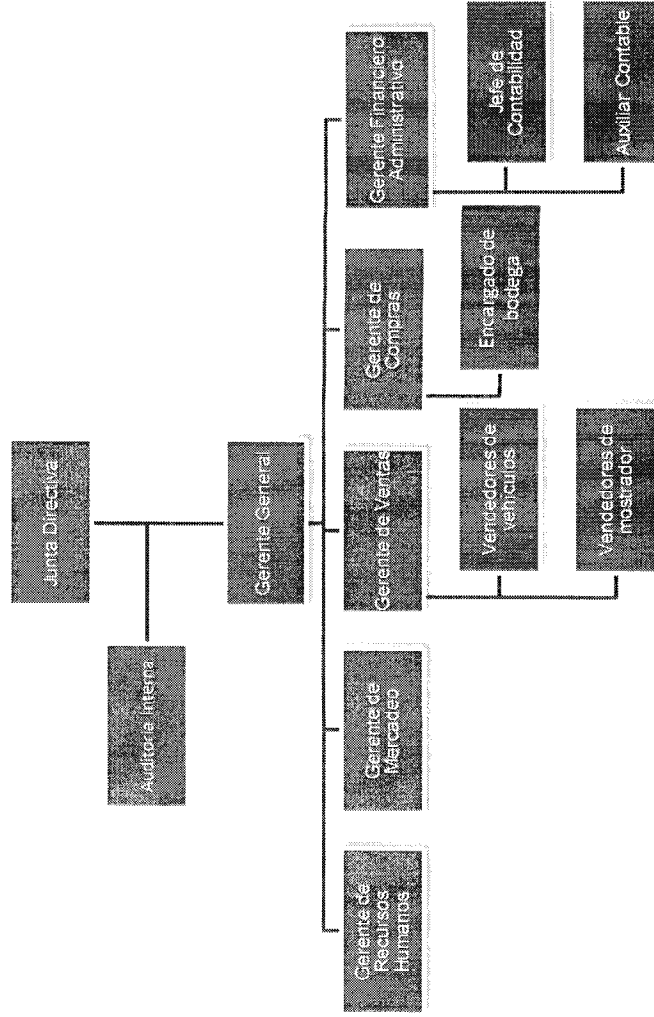 Junta Directiva
Auditoria Interna
Gerente General
Gerente de
Recursos
Humanos
Gerente de
Mercadeo
Gerente de Ventas
Gerente de
Compras
Gerente Financiero
Administrativo
Vendedores de
vehículos
Vendedores de
mostrador
Encargado de
bodega
Jefe de
Contabilidad
Auxiliar Contable